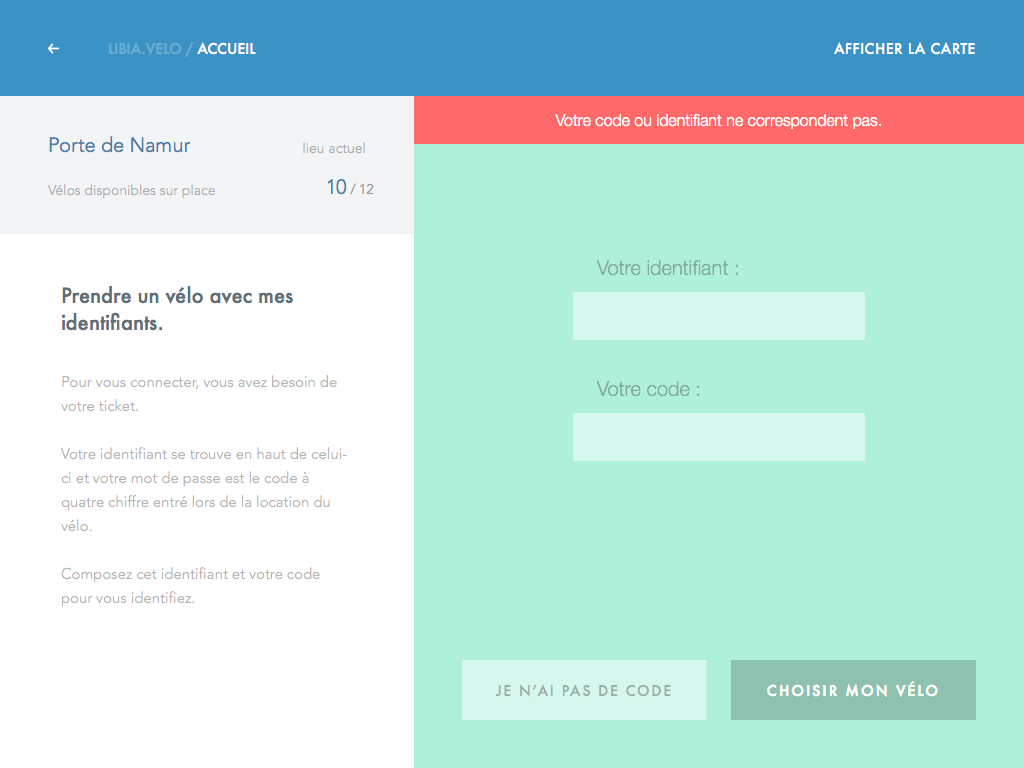 LIBIA.VELO / ACCUEIL
AFFICHER LA CARTE
Porte de Namur
lieu actuel
Vélos disponibles sur place
10 / 12
Prendre un vélo avec mes
identifiants.
Pour vous connecter, vous avez besoin de
votre ticket.
Votre identifiant se trouve en haut de celui-
ci et votre mot de passe est le code à
quatre chiffre entré lors de la location du
vélo.
Composez cet identifiant et votre code
pour vous identifiez.
Votre code ou identifiant ne correspondent pas.
Votre identifiant :
Votre code :
JE N’AI PAS DE CODE
CHOISIR MON VÉLO